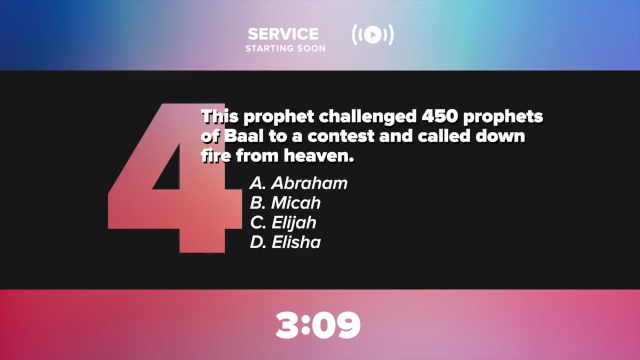 SERVICE
STARTING SOON
4
This prophet challenged 450 prophets
of Baal to a contest and called down
fire from heaven.
A. Abraham
B. Micah
C. Elijah
D. Elisha
3:09